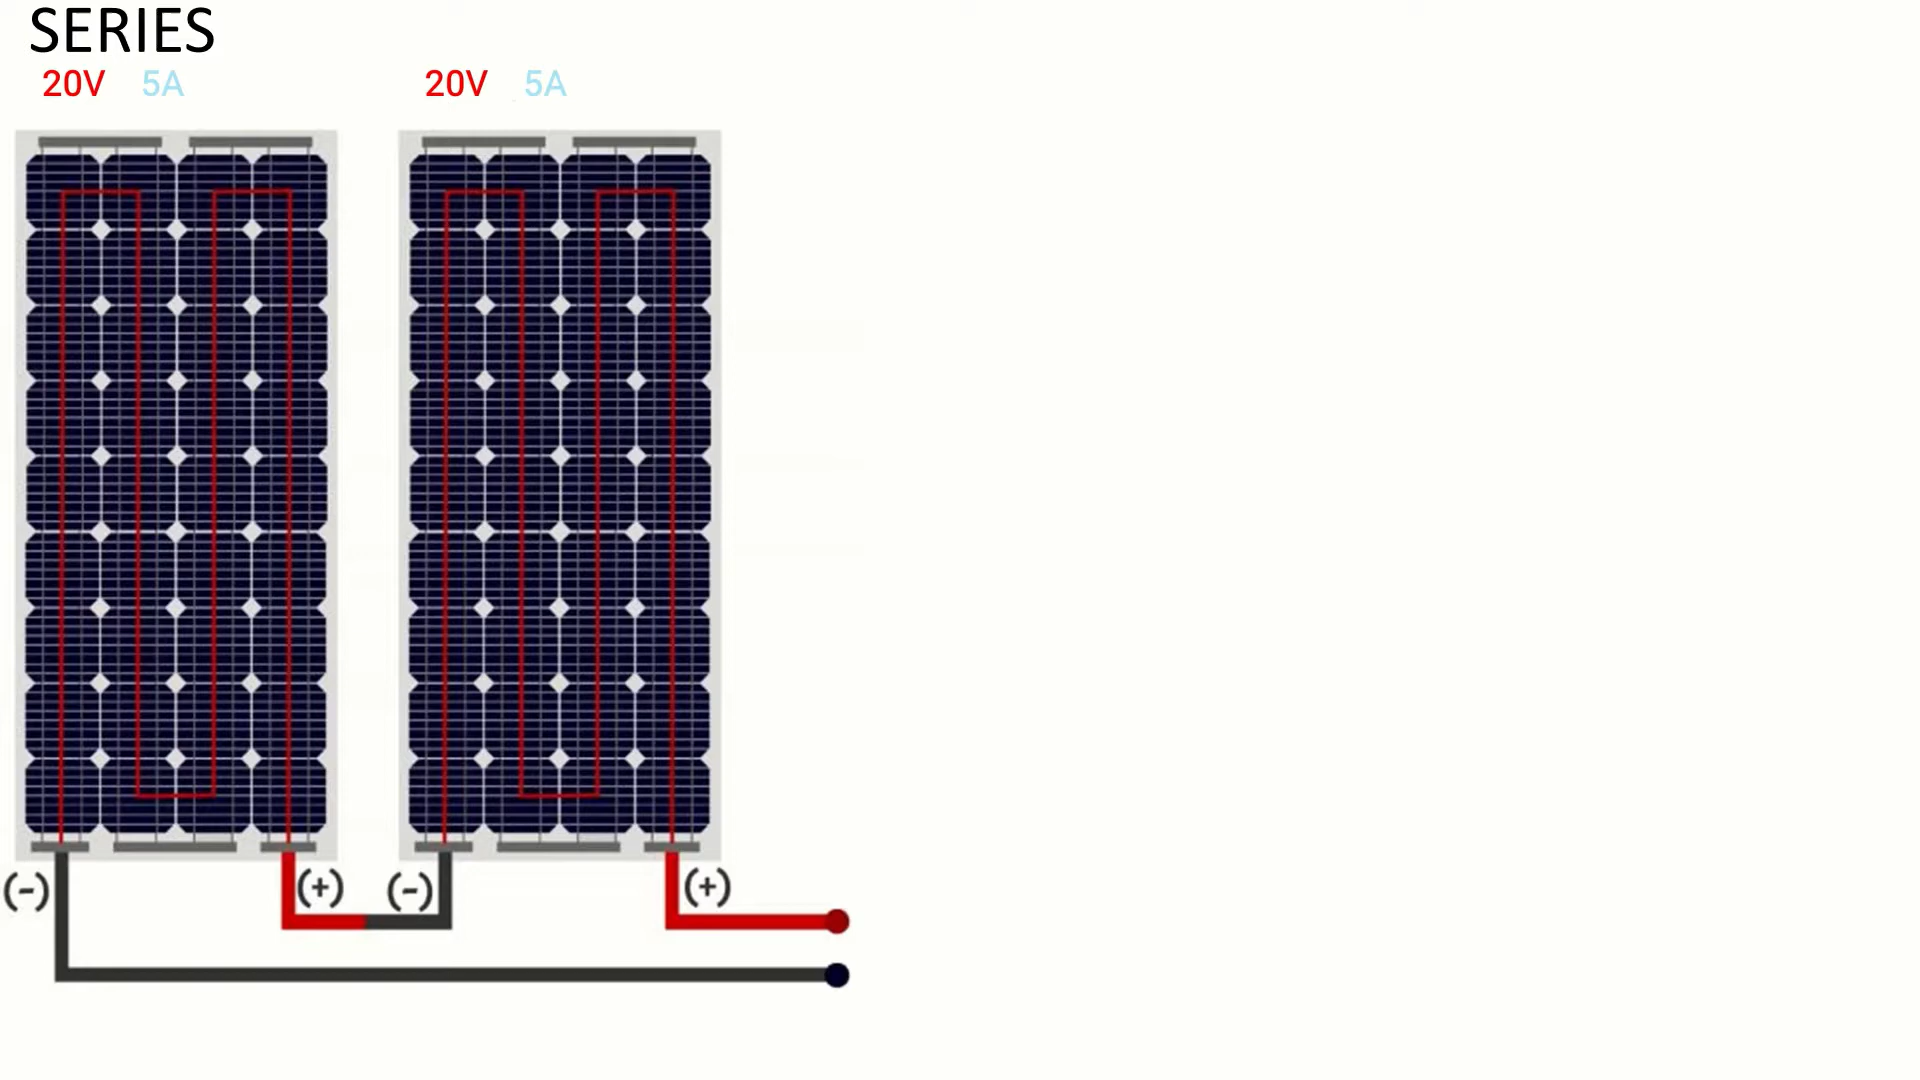 SERIES
20V 5A 20V 5A
(-) (+) (-) (+)